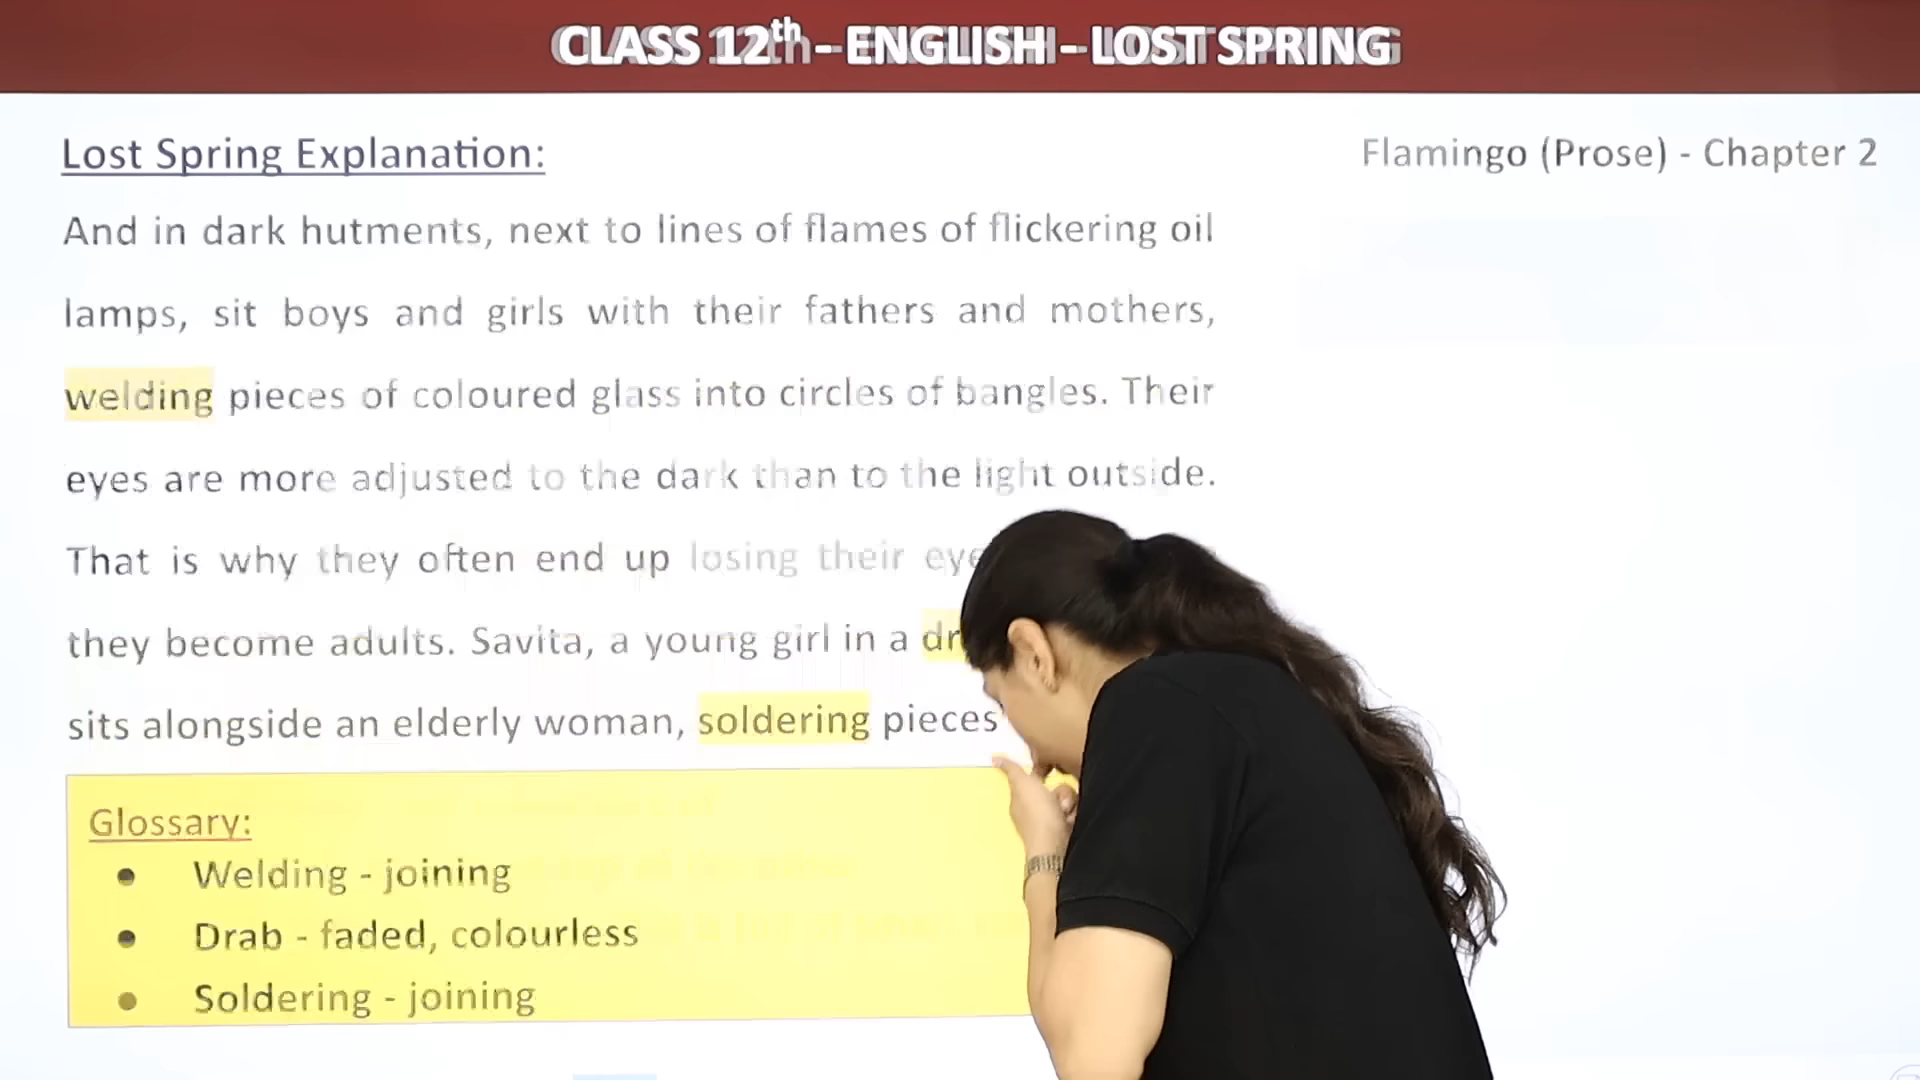 CLASS 12th - ENGLISH - LOST SPRING
Lost Spring Explanation:
Flamingo (Prose) - Chapter 2
And in dark hutments, next to lines of flames of flickering oil
lamps, sit boys and girls with their fathers and mothers,
welding pieces of coloured glass into circles of bangles. Their
eyes are more adjusted to the dark than to the light outside.
That is why they often end up losing their
they become adults. Savita, a young girl in a
sits alongside an elderly woman, soldering pieces
Glossary:
• Welding - joining
• Drab - faded, colourless
• Soldering - joining